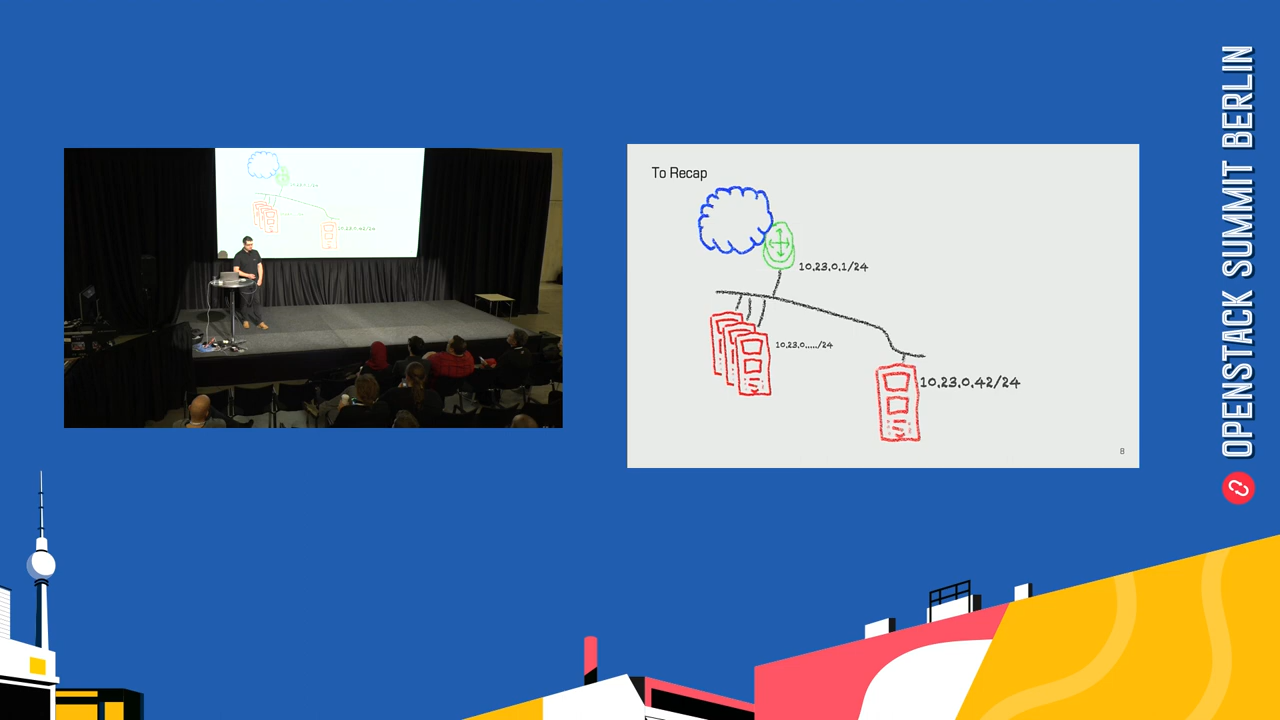 To Recap
10.23.0.1/24
10.23.0...../24
10.23.0.42/24
8
OPENSTACK SUMMIT BERLIN